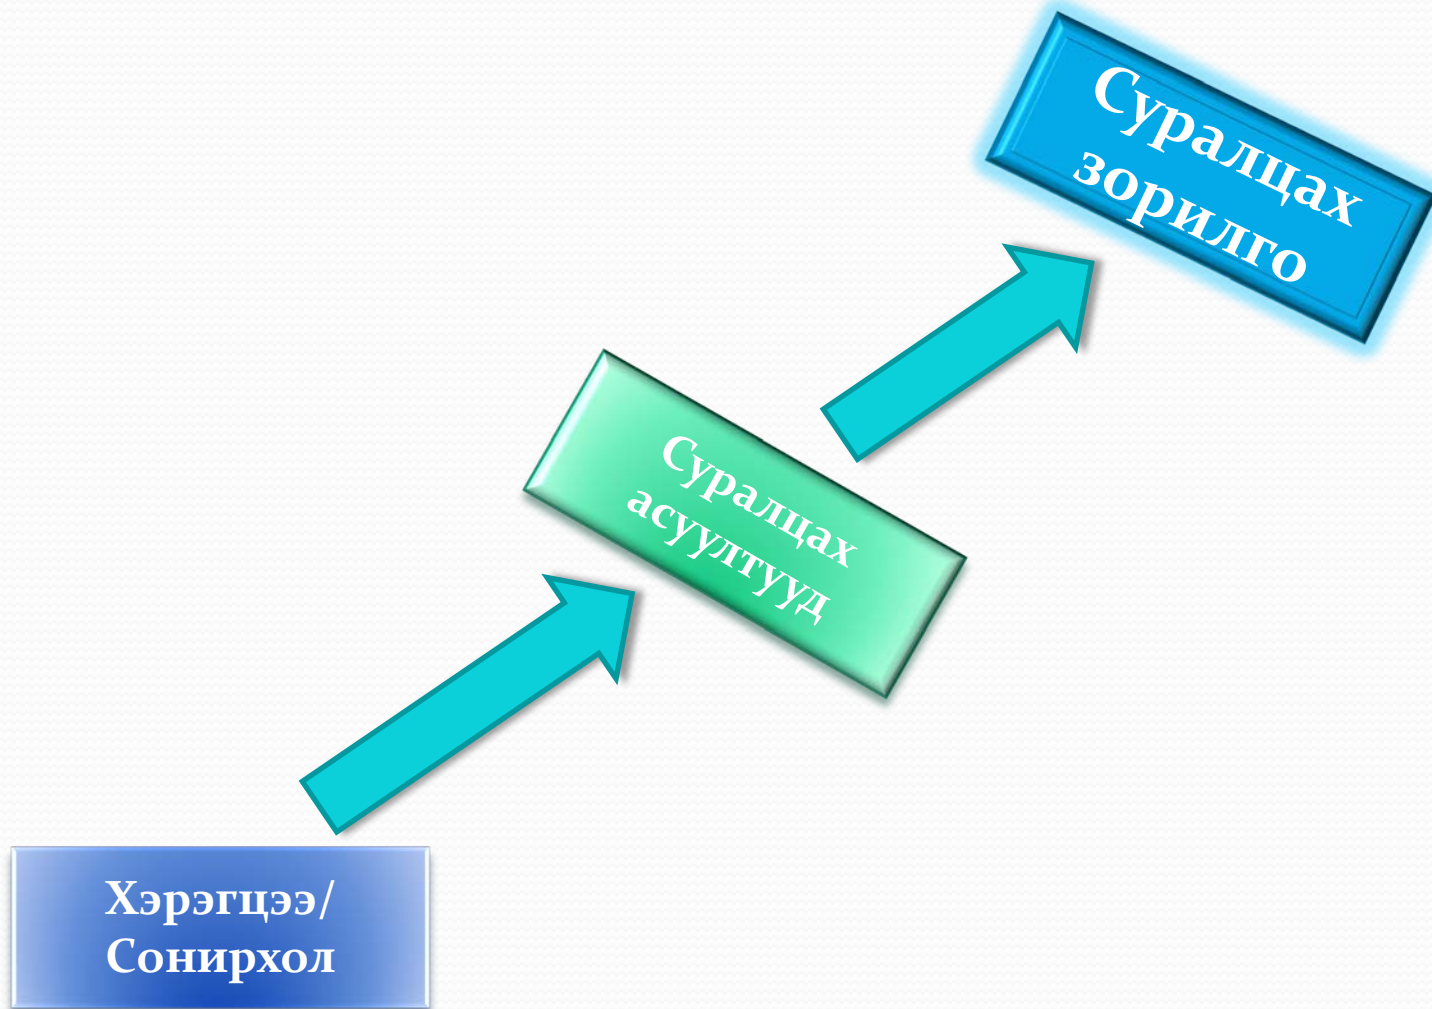 Суралцах
зорилго
Суралцах
асуултууд
Хэрэгцээ/
Сонирхол